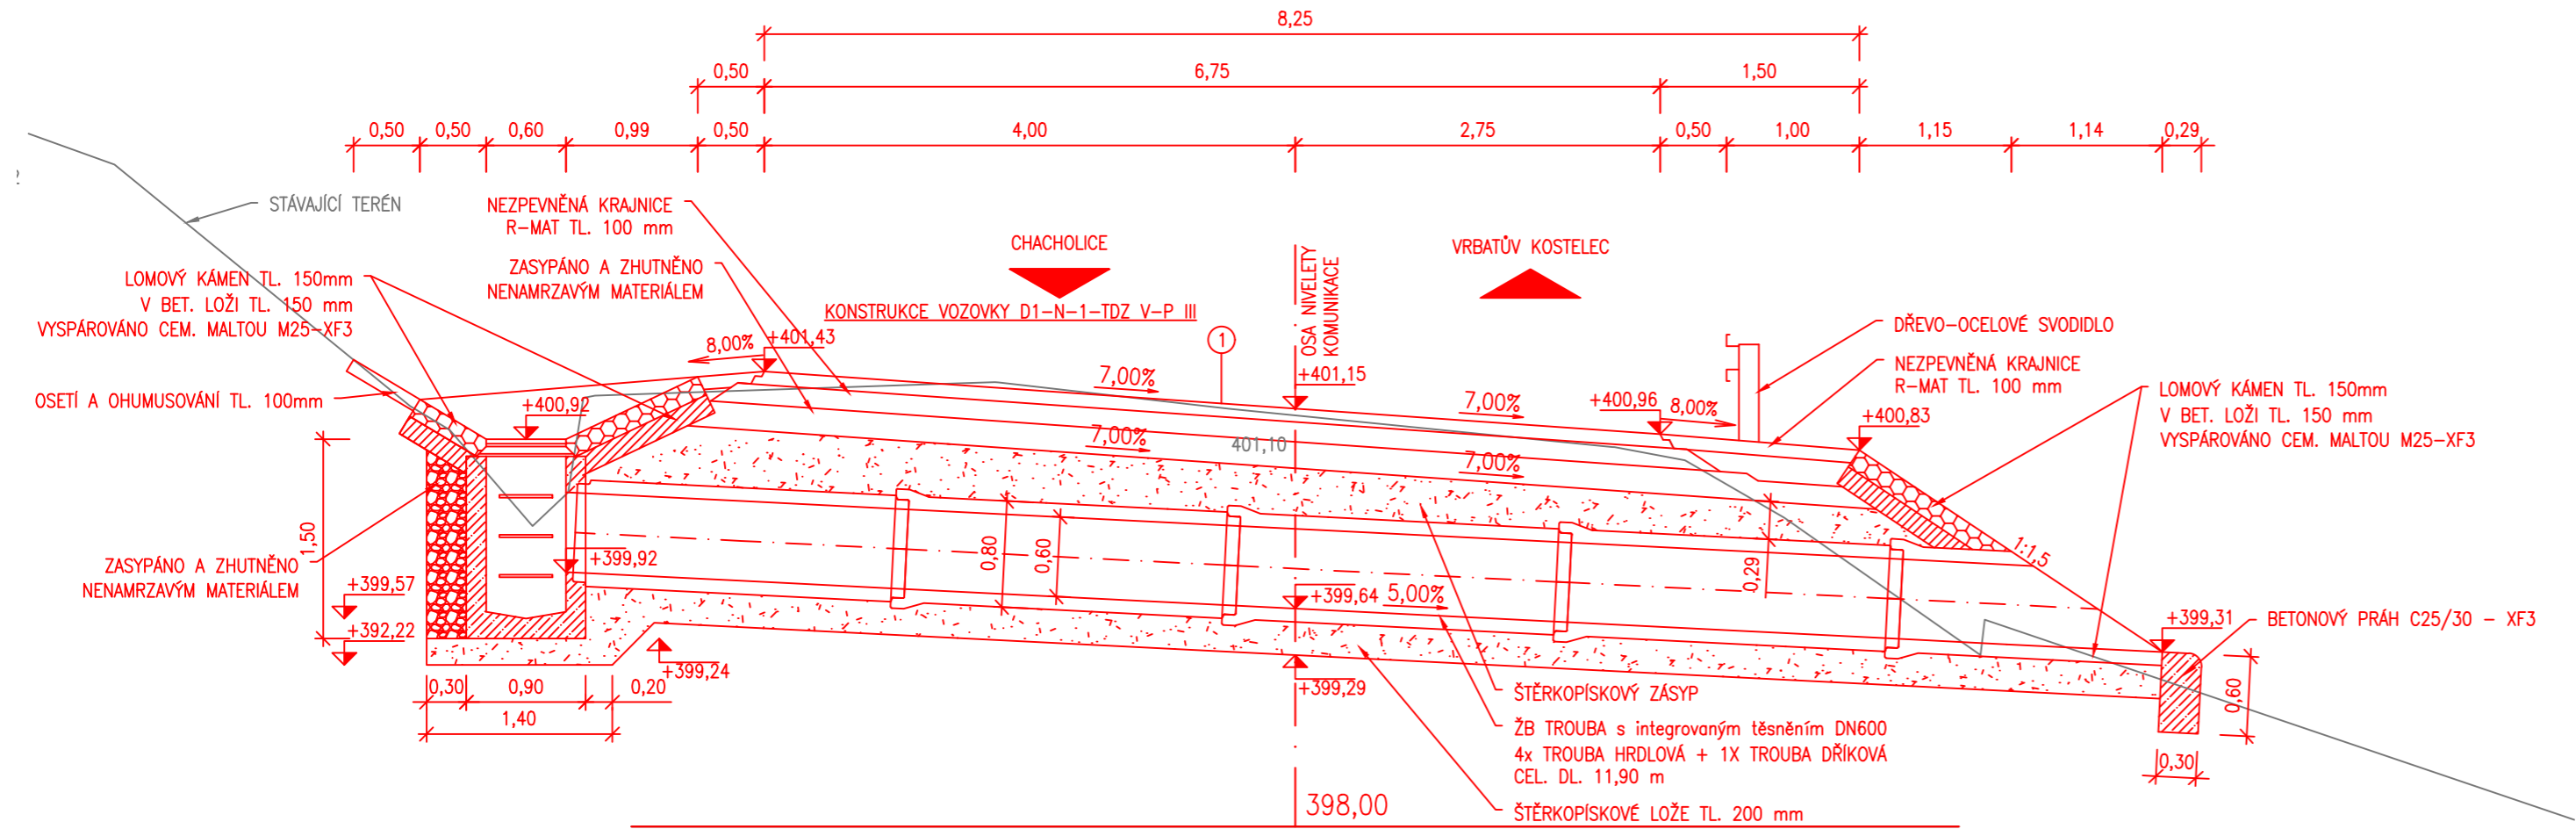 8,25
0,50
6,75
1,50
0,50
0,50
0,60
0,99
0,50
4,00
2,75
0,50
1,00
1,15
1,14
0,29
STÁVAJÍCÍ TERÉN
NEZPEVNĚNÁ KRAJNICE
R-MAT TL. 100 mm
ZASYPÁNO A ZHUTNĚNO
NENAMRZAVÝM MATERIÁLEM
CHACHOLICE
VRBATŮV KOSTELEC
OSA NIVELETY
KOMUNIKACE
KONSTRUKCE VOZOVKY D1-N-1-TDZ V-P III
1
LOMOVÝ KÁMEN TL. 150mm
V BET. LOŽI TL. 150 mm
VYSPÁROVÁNO CEM. MALTOU M25-XF3
OSETÍ A OHUMUSOVÁNÍ TL. 100mm
8,00%
+401,43
+400,92
7,00%
+401,15
7,00%
+400,96
8,00%
+400,83
7,00%
401,10
7,00%
DŘEVO-OCELOVÉ SVODIDLO
NEZPEVNĚNÁ KRAJNICE
R-MAT TL. 100 mm
LOMOVÝ KÁMEN TL. 150mm
V BET. LOŽI TL. 150 mm
VYSPÁROVÁNO CEM. MALTOU M25-XF3
1:1,5
1,50
ZASYPÁNO A ZHUTNĚNO
NENAMRZAVÝM MATERIÁLEM
+399,57
+392,22
+399,92
0,80
0,60
+399,64
5,00%
0,29
+399,31
BETONOVÝ PRÁH C25/30 - XF3
+399,24
+399,29
0,30
0,90
0,20
1,40
0,60
0,30
ŠTĚRKOPÍSKOVÝ ZÁSYP
ŽB TROUBA s integrovaným těsněním DN600
4x TROUBA HRDLOVÁ + 1X TROUBA DŘÍKOVÁ
CEL. DL. 11,90 m
ŠTĚRKOPÍSKOVÉ LOŽE TL. 200 mm
398,00